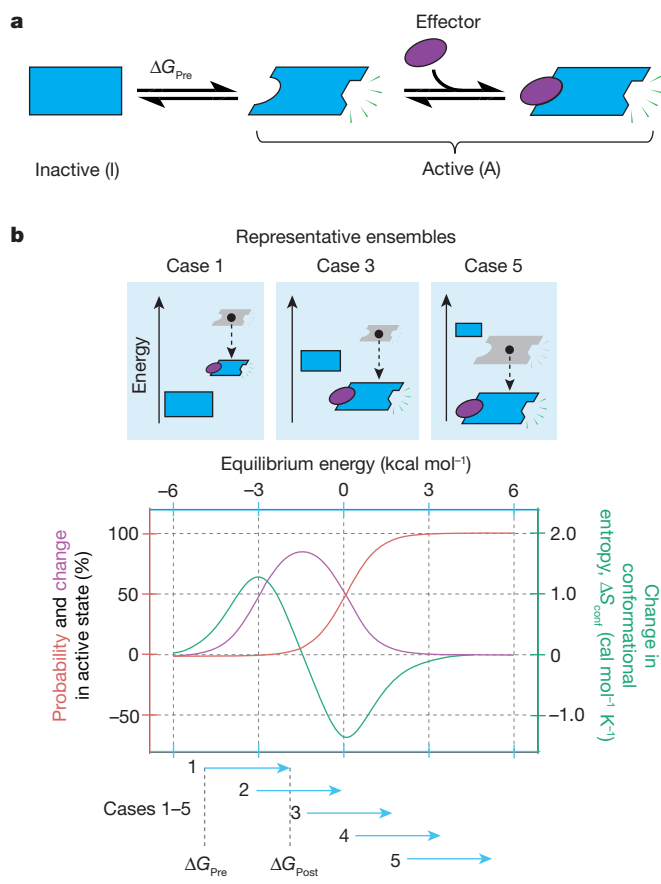 a
Effector
ΔG_Pre
Inactive (I)
Active (A)
b
Representative ensembles
Case 1
Case 3
Case 5
Energy
Equilibrium energy (kcal mol⁻¹)
–6
–3
0
3
6
100
50
0
–50
2.0
1.0
0
–1.0
Probability and change
in active state (%)
Change in
conformational
entropy, ΔS_conf
(cal mol⁻¹ K⁻¹)
1
2
Cases 1–5
3
4
5
ΔG_Pre
ΔG_Post